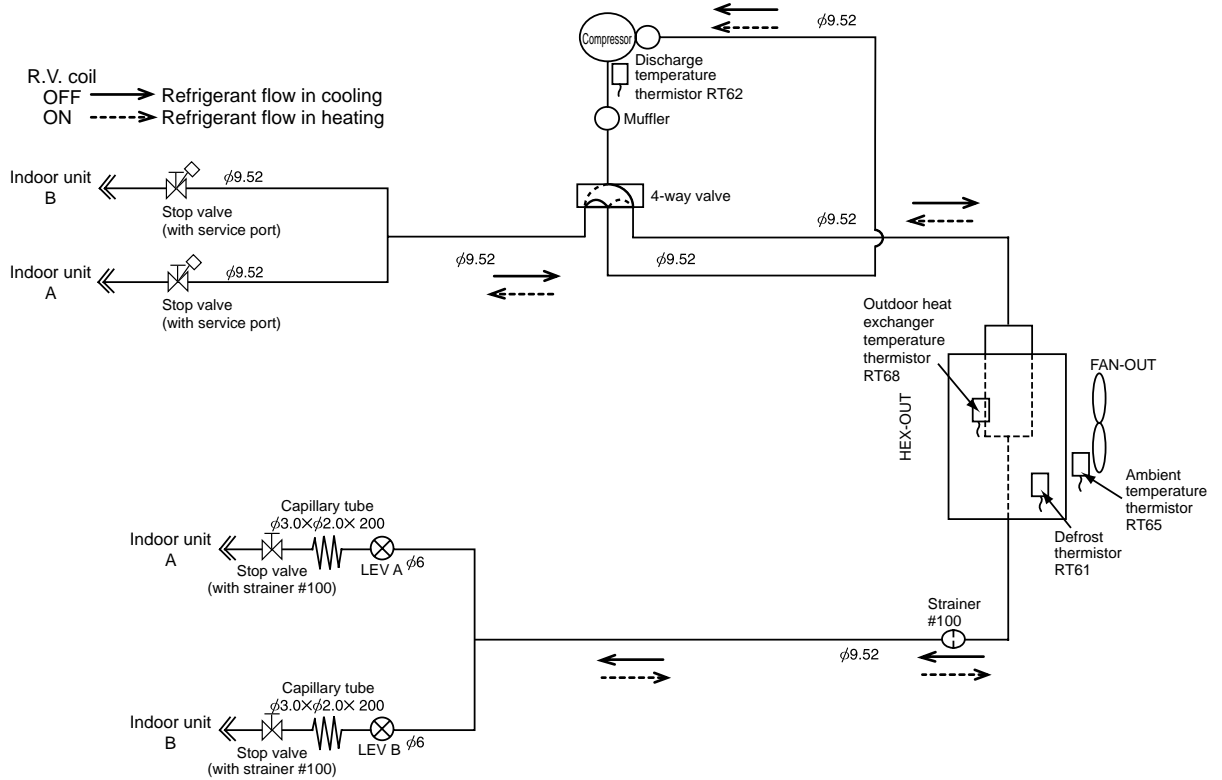 R.V. coil
OFF Refrigerant flow in cooling
ON Refrigerant flow in heating
Compressor
ϕ9.52
Discharge
temperature
thermistor RT62
Muffler
4-way valve
Indoor unit
B
ϕ9.52
Stop valve
(with service port)
Indoor unit
A
ϕ9.52
Stop valve
(with service port)
ϕ9.52
ϕ9.52
ϕ9.52
Outdoor heat
exchanger
temperature
thermistor
RT68
HEX-OUT
FAN-OUT
Ambient
temperature
thermistor
RT65
Defrost
thermistor
RT61
Strainer
#100
ϕ9.52
Capillary tube
ϕ3.0×ϕ2.0× 200
Indoor unit
A
LEV A ϕ6
Stop valve
(with strainer #100)
Capillary tube
ϕ3.0×ϕ2.0× 200
Indoor unit
B
LEV B ϕ6
Stop valve
(with strainer #100)